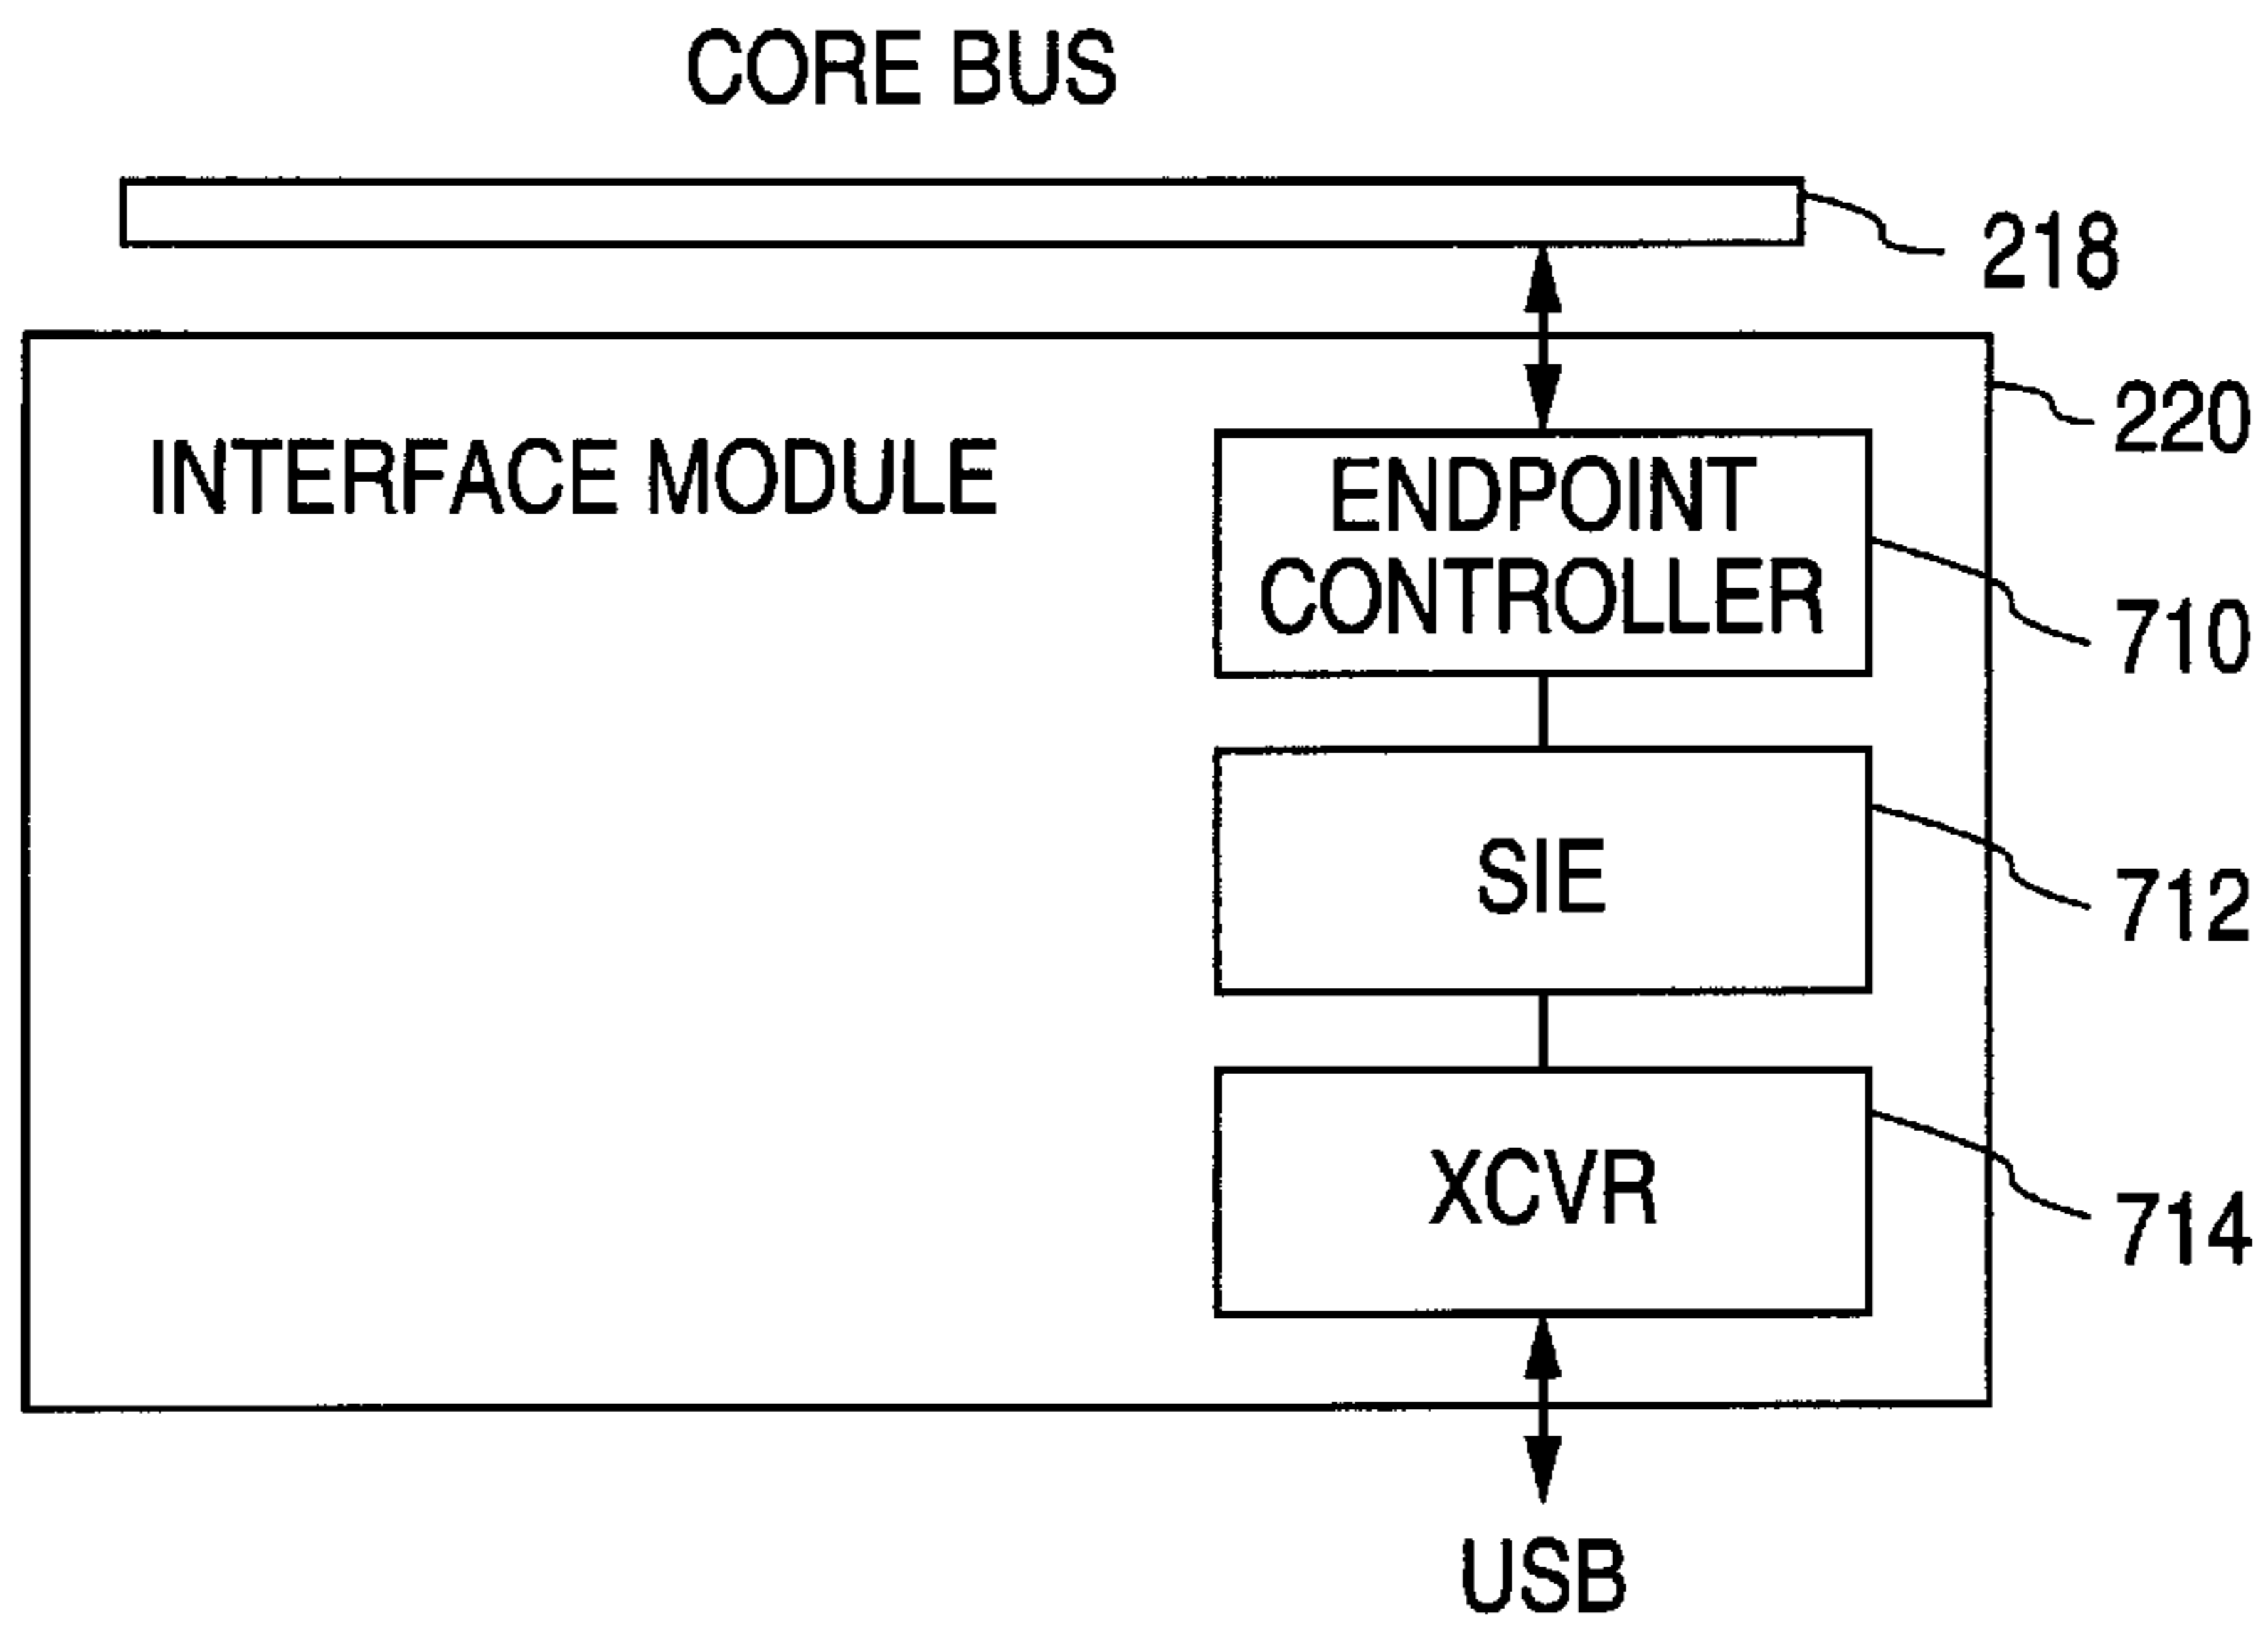 CORE BUS
218
220
INTERFACE MODULE
ENDPOINT
CONTROLLER
710
SIE
712
XCVR
714
USB